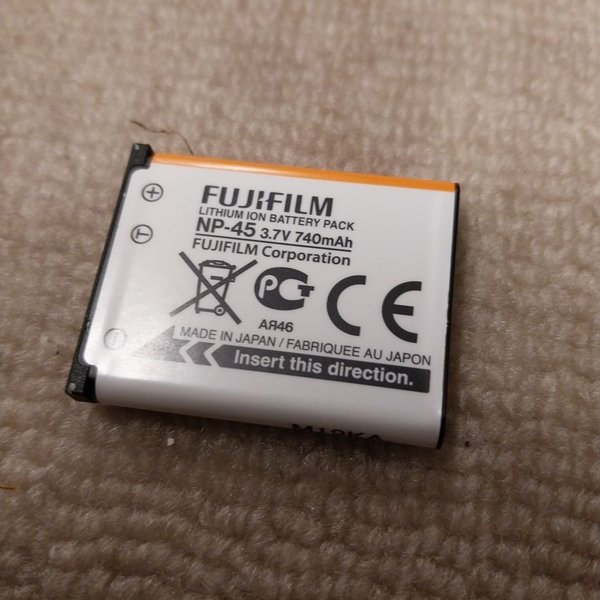 FUJIFILM
LITHIUM ION BATTERY PACK
NP-45 3.7V 740mAh
FUJIFILM Corporation
AЯ46
MADE IN JAPAN / FABRIQUEE AU JAPON
Insert this direction.